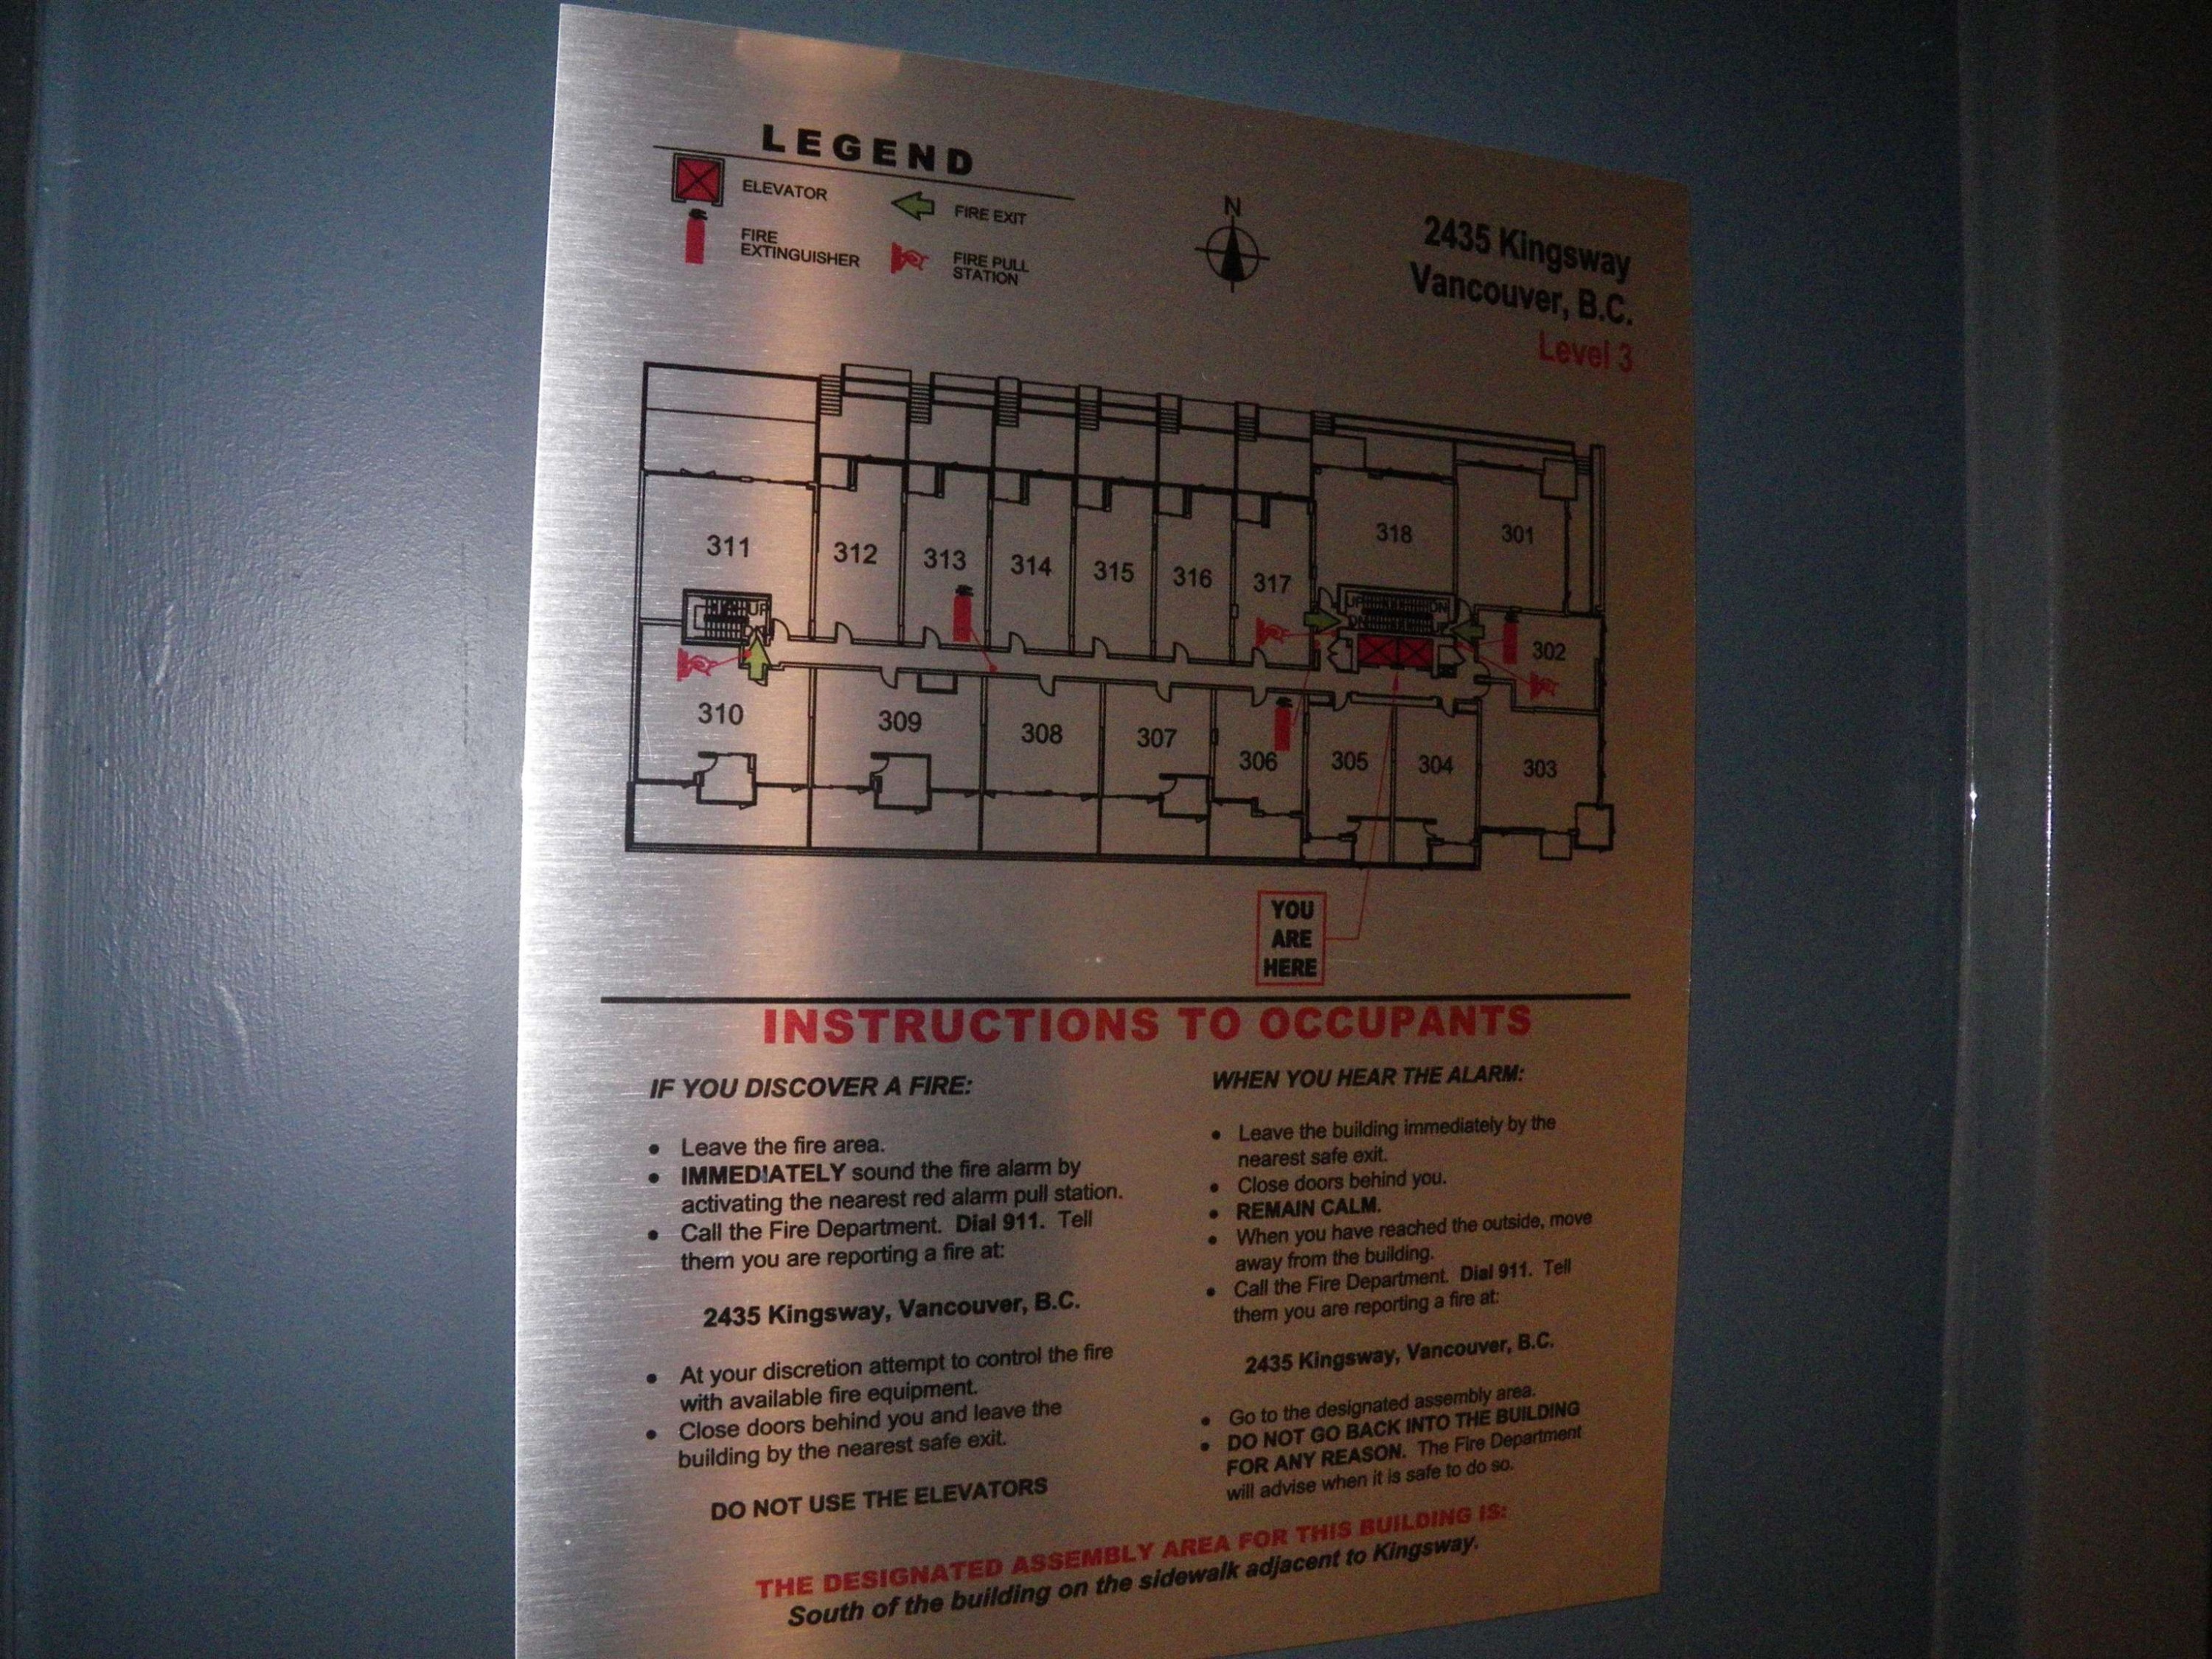 LEGEND
ELEVATOR
FIRE EXIT
FIRE
EXTINGUISHER
FIRE PULL
STATION
N
2435 Kingsway
Vancouver, B.C.
Level 3
311
312
313
314
315
316
317
318
301
UP
UP
DN
302
310
309
308
307
306
305
304
303
YOU
ARE
HERE
INSTRUCTIONS TO OCCUPANTS
IF YOU DISCOVER A FIRE:
• Leave the fire area.
• IMMEDIATELY sound the fire alarm by
activating the nearest red alarm pull station.
• Call the Fire Department. Dial 911. Tell
them you are reporting a fire at:
2435 Kingsway, Vancouver, B.C.
• At your discretion attempt to control the fire
with available fire equipment.
• Close doors behind you and leave the
building by the nearest safe exit.
DO NOT USE THE ELEVATORS
WHEN YOU HEAR THE ALARM:
• Leave the building immediately by the
nearest safe exit.
• Close doors behind you.
• REMAIN CALM.
• When you have reached the outside, move
away from the building.
• Call the Fire Department. Dial 911. Tell
them you are reporting a fire at:
2435 Kingsway, Vancouver, B.C.
• Go to the designated assembly area.
• DO NOT GO BACK INTO THE BUILDING
FOR ANY REASON. The Fire Department
will advise when it is safe to do so.
THE DESIGNATED ASSEMBLY AREA FOR THIS BUILDING IS:
South of the building on the sidewalk adjacent to Kingsway.